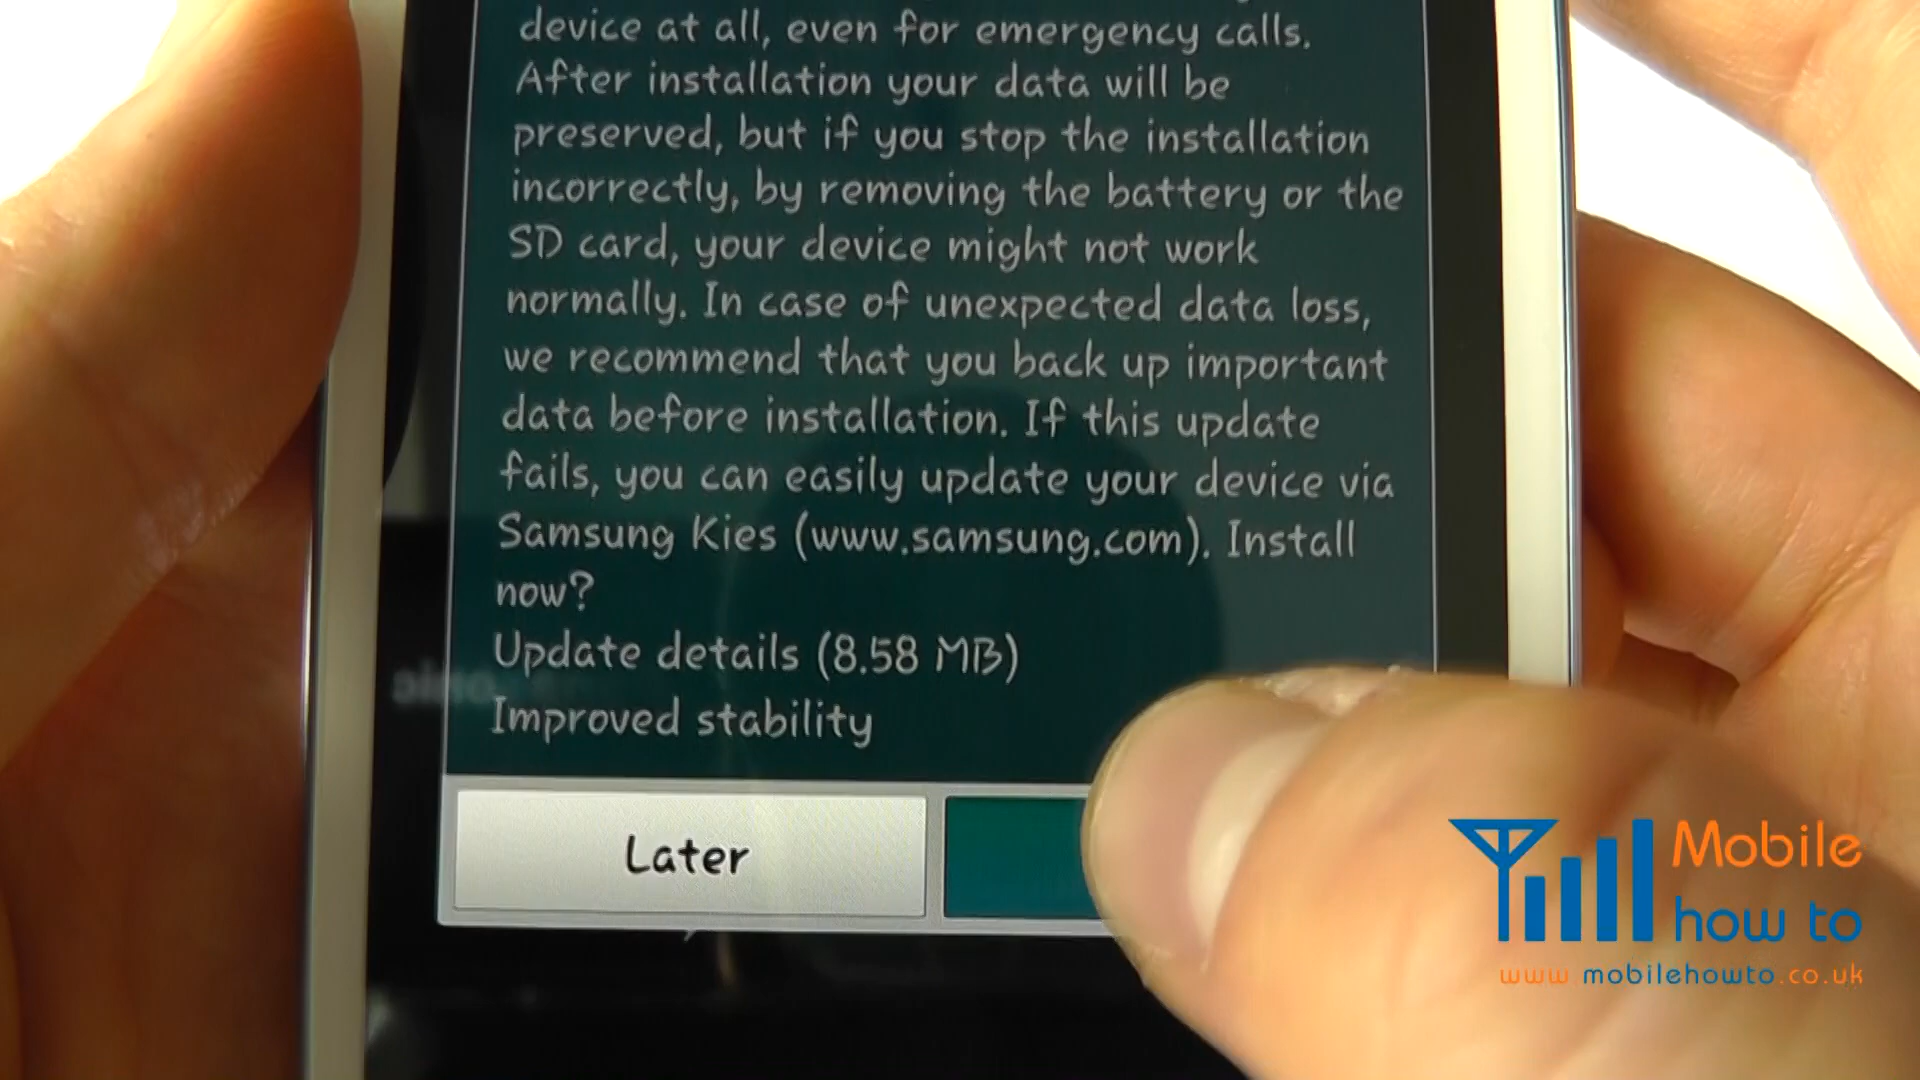 device at all, even for emergency calls.
After installation your data will be
preserved, but if you stop the installation
incorrectly, by removing the battery or the
SD card, your device might not work
normally. In case of unexpected data loss,
we recommend that you back up important
data before installation. If this update
fails, you can easily update your device via
Samsung Kies (www.samsung.com). Install
now?
Update details (8.58 MB)
Improved stability
Later
Mobile
how to
www.mobilehowto.co.uk